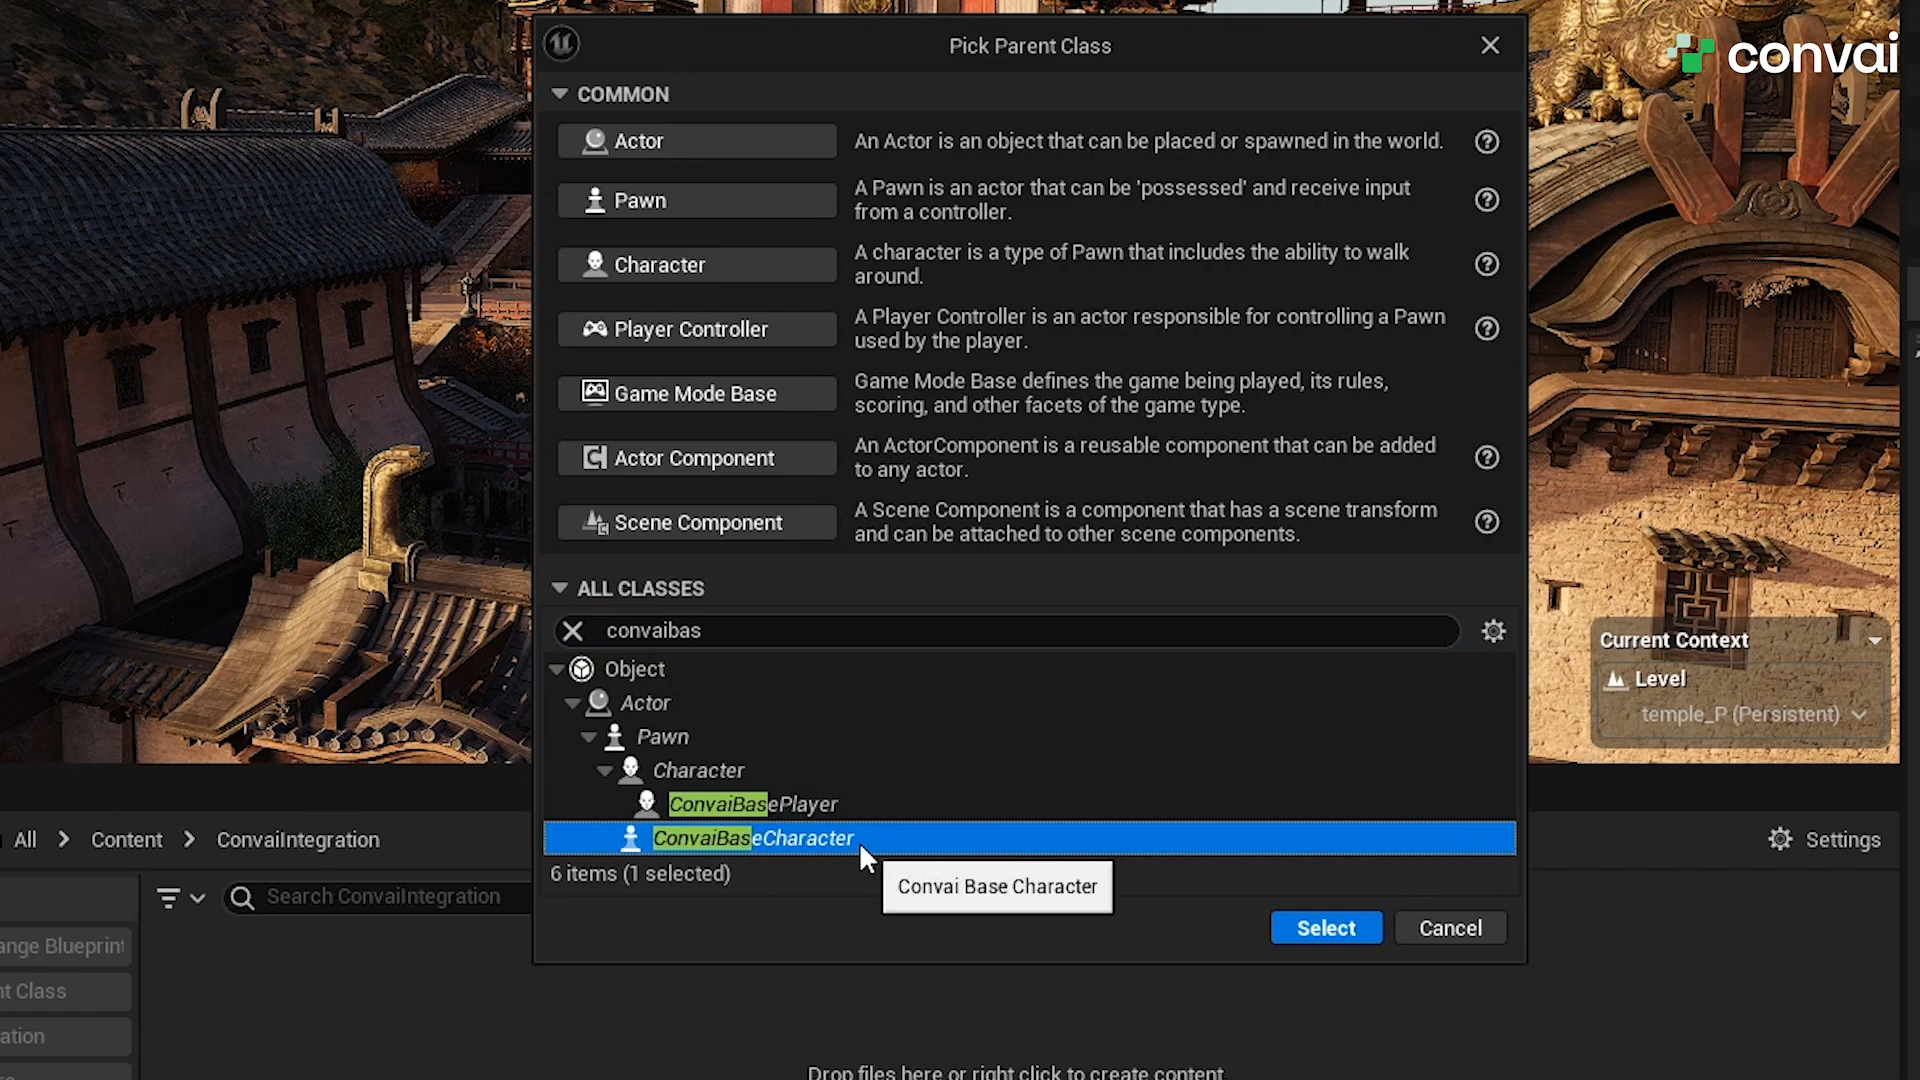 Pick Parent Class
convai
COMMON
Actor
An Actor is an object that can be placed or spawned in the world.
Pawn
A Pawn is an actor that can be 'possessed' and receive input
from a controller.
Character
A character is a type of Pawn that includes the ability to walk
around.
Player Controller
A Player Controller is an actor responsible for controlling a Pawn
used by the player.
Game Mode Base
Game Mode Base defines the game being played, its rules,
scoring, and other facets of the game type.
Actor Component
An ActorComponent is a reusable component that can be added
to any actor.
Scene Component
A Scene Component is a component that has a scene transform
and can be attached to other scene components.
ALL CLASSES
convaibas
Object
Actor
Pawn
Character
ConvaiBasePlayer
ConvaiBaseCharacter
6 items (1 selected)
Convai Base Character
Select
Cancel
Current Context
Level
temple_P (Persistent)
All
Content
ConvaiIntegration
Settings
Search ConvaiIntegration
ange Blueprint
nt Class
ation
Drop files here or right click to create content